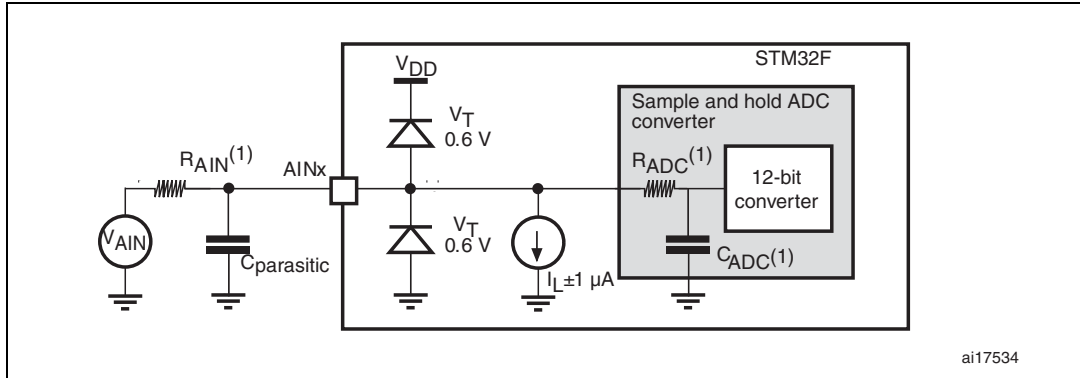 STM32F
VDD
Sample and hold ADC
converter
VT
0.6 V
RAIN(1)
AINx
RADC(1)
12-bit
converter
VAIN
Cparasitic
VT
0.6 V
IL±1 µA
CADC(1)
ai17534